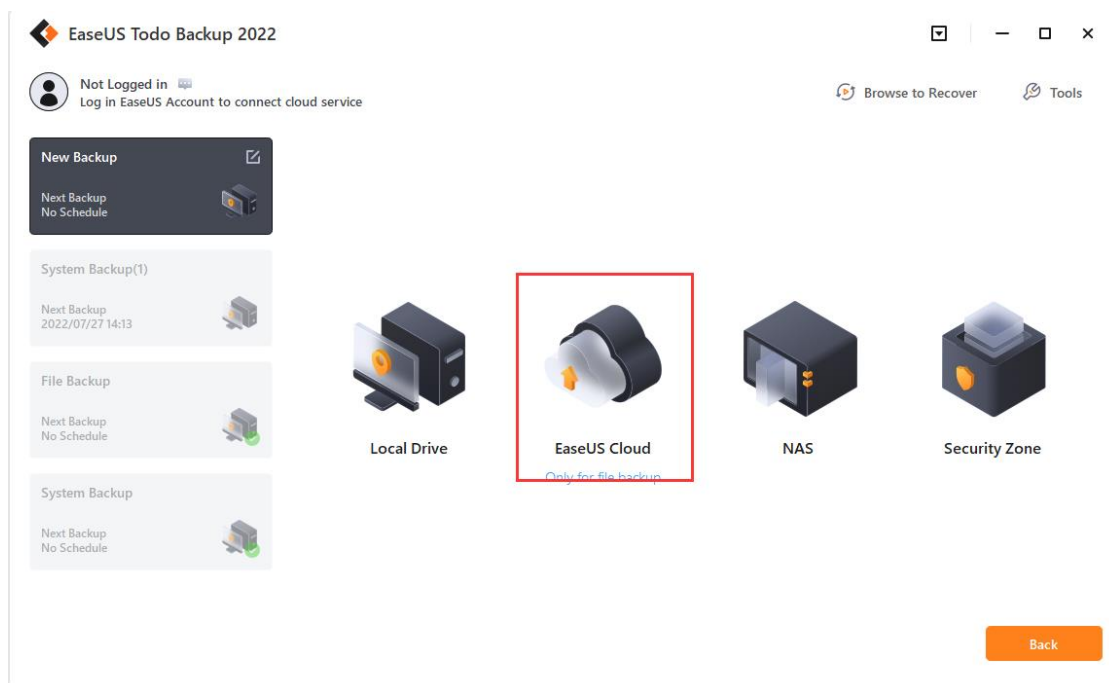 EaseUS Todo Backup 2022
Not Logged in
Log in EaseUS Account to connect cloud service
Browse to Recover
Tools
New Backup
Next Backup
No Schedule
System Backup(1)
Next Backup
2022/07/27 14:13
File Backup
Next Backup
No Schedule
System Backup
Next Backup
No Schedule
Local Drive
EaseUS Cloud
Only for file backup
NAS
Security Zone
Back